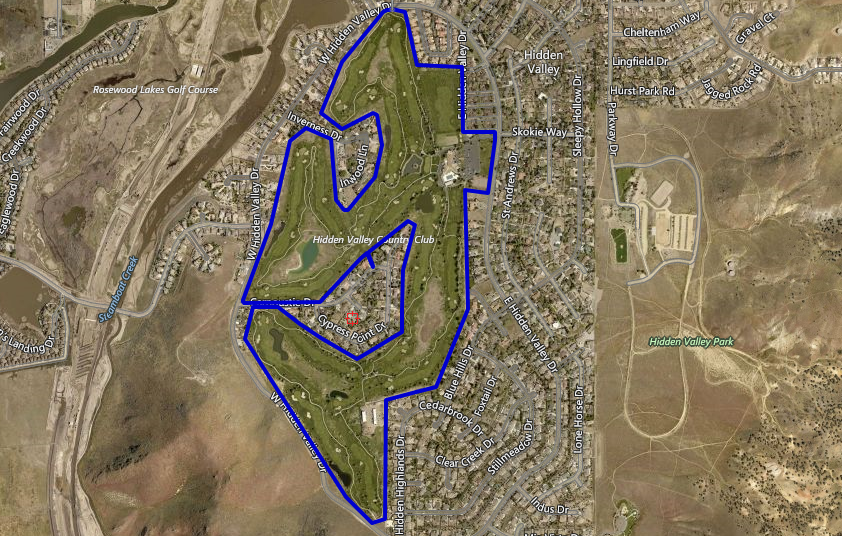 W Hidden Valley Dr
Cheltenham Way
Gravel Ct
Hidden
Valley
Lingfield Dr
Jagged Rock Rd
Rosewood Lakes Golf Course
Hurst Park Rd
Creekwood Dr
Inverness Dr
Skokie Way
Sleepy Hollow Dr
Parkway Dr
Inwood Ln
St Andrews Dr
W Hidden Valley Dr
Hidden Valley Country Club
Steamboat Creek
Cypress Point Dr
E Hidden Valley Dr
Hidden Valley Park
Blue Hills Dr
Foxtail Dr
Cedarbrook Dr
Lone Horse Dr
W Hidden Valley Dr
Clear Creek Dr
Stillmeadow Dr
Hidden Highlands Dr
Indus Dr